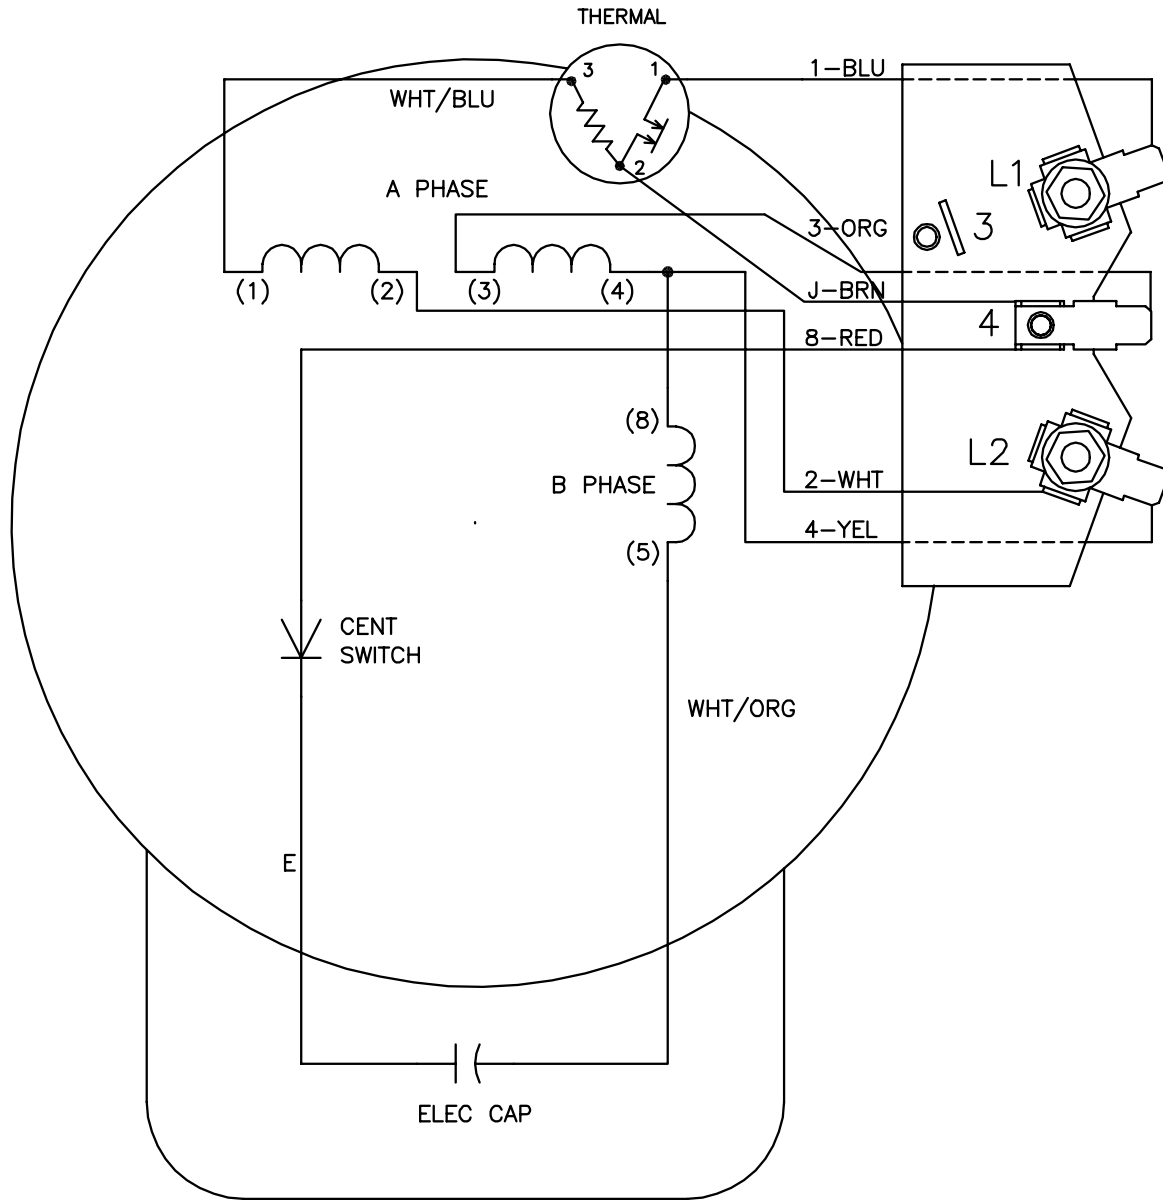 THERMAL
3
1
1-BLU
WHT/BLU
2
L1
A PHASE
3-ORG
3
(1)
(2)
(3)
(4)
J-BRN
4
8-RED
(8)
L2
B PHASE
2-WHT
4-YEL
(5)
CENT
SWITCH
WHT/ORG
E
ELEC CAP